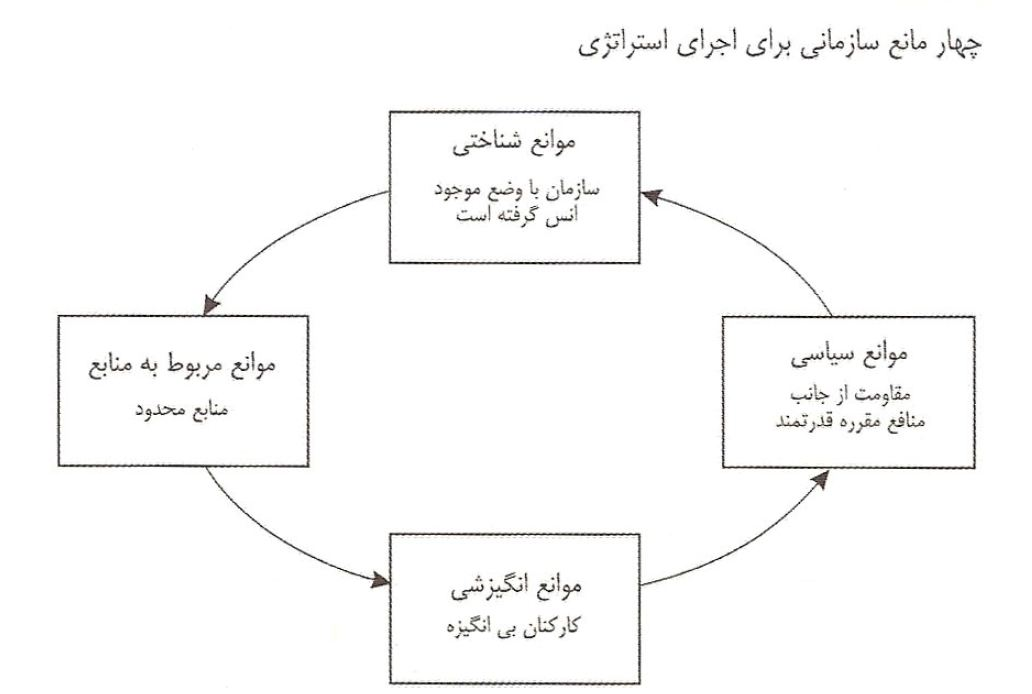 چهار مانع سازمانی برای اجرای استراتژی
موانع شناختی
سازمان با وضع موجود
انس گرفته است
موانع سیاسی
مقاومت از جانب
منافع مقرره قدرتمند
موانع مربوط به منابع
منابع محدود
موانع انگیزشی
کارکنان بی انگیزه